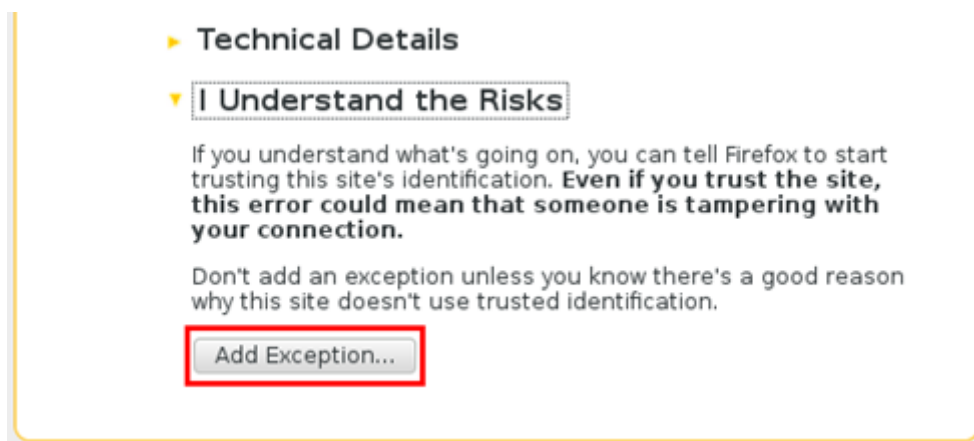 Technical Details
I Understand the Risks
If you understand what's going on, you can tell Firefox to start
trusting this site's identification. Even if you trust the site,
this error could mean that someone is tampering with
your connection.
Don't add an exception unless you know there's a good reason
why this site doesn't use trusted identification.
Add Exception...